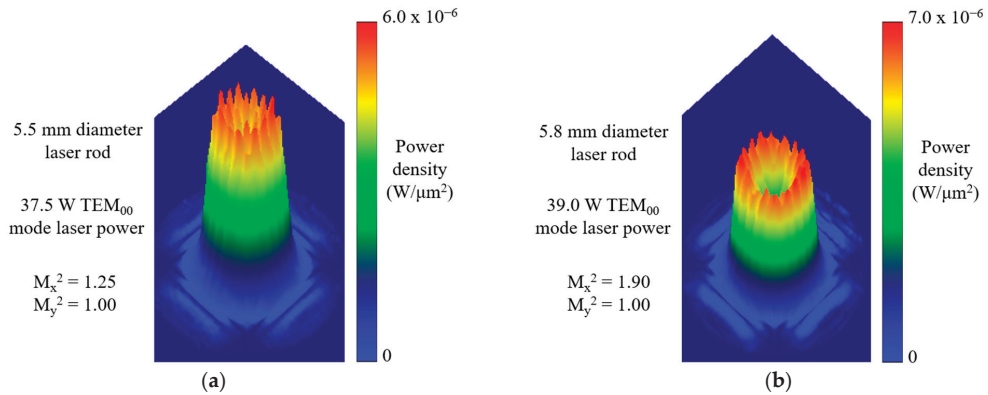 6.0 x 10⁻⁶
5.5 mm diameter
laser rod
37.5 W TEM₀₀
mode laser power
Mₓ² = 1.25
Mᵧ² = 1.00
Power
density
(W/μm²)
0
(a)
7.0 x 10⁻⁶
5.8 mm diameter
laser rod
39.0 W TEM₀₀
mode laser power
Mₓ² = 1.90
Mᵧ² = 1.00
Power
density
(W/μm²)
0
(b)